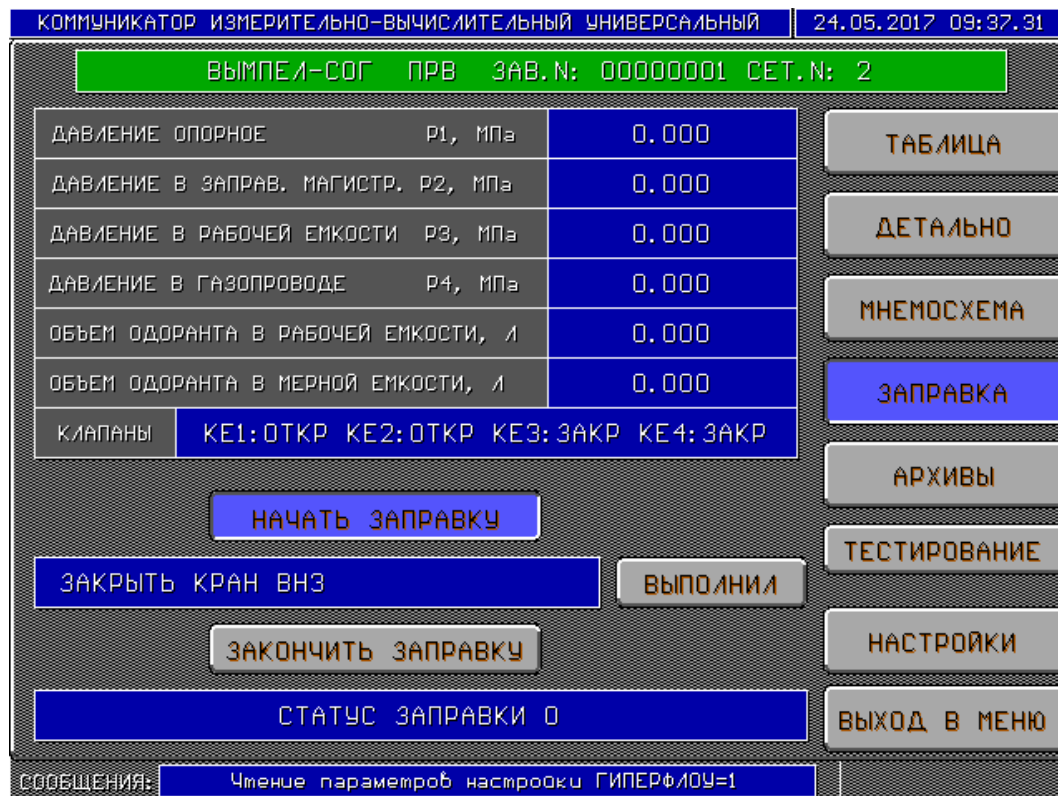 КОММУНИКАТОР ИЗМЕРИТЕЛЬНО-ВЫЧИСЛИТЕЛЬНЫЙ УНИВЕРСАЛЬНЫЙ 24.05.2017 09:37.31
ВЫМПЕЛ-СОГ ПРВ ЗАВ.N: 00000001 СЕТ.N: 2
ДАВЛЕНИЕ ОПОРНОЕ P1, МПа 0.000
ДАВЛЕНИЕ В ЗАПРАВ. МАГИСТР. P2, МПа 0.000
ДАВЛЕНИЕ В РАБОЧЕЙ ЕМКОСТИ P3, МПа 0.000
ДАВЛЕНИЕ В ГАЗОПРОВОДЕ P4, МПа 0.000
ОБЪЕМ ОДОРАНТА В РАБОЧЕЙ ЕМКОСТИ, Л 0.000
ОБЪЕМ ОДОРАНТА В МЕРНОЙ ЕМКОСТИ, Л 0.000
КЛАПАНЫ КЕ1:ОТКР КЕ2:ОТКР КЕ3:ЗАКР КЕ4:ЗАКР
НАЧАТЬ ЗАПРАВКУ
ЗАКРЫТЬ КРАН ВН3 ВЫПОЛНИЛ
ЗАКОНЧИТЬ ЗАПРАВКУ
СТАТУС ЗАПРАВКИ 0
ТАБЛИЦА
ДЕТАЛЬНО
МНЕМОСХЕМА
ЗАПРАВКА
АРХИВЫ
ТЕСТИРОВАНИЕ
НАСТРОЙКИ
ВЫХОД В МЕНЮ
СООБЩЕНИЯ: Чтение параметров настройки ГИПЕРФЛОУ=1